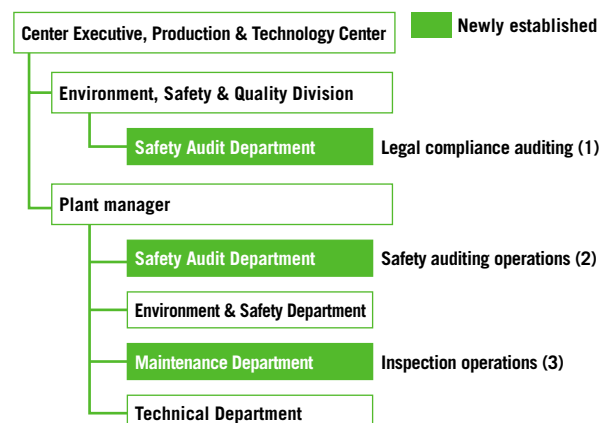 Center Executive, Production & Technology Center
Newly established
Environment, Safety & Quality Division
Safety Audit Department
Legal compliance auditing (1)
Plant manager
Safety Audit Department
Safety auditing operations (2)
Environment & Safety Department
Maintenance Department
Inspection operations (3)
Technical Department